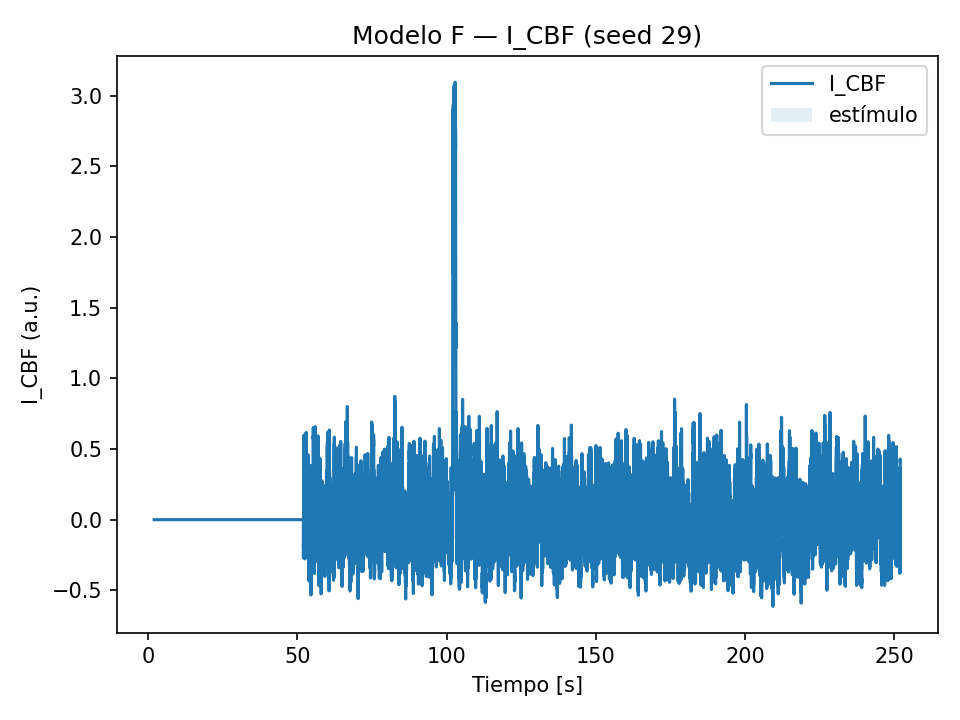 Modelo F — I_CBF (seed 29)
I_CBF
estímulo
3.0
2.5
2.0
1.5
1.0
0.5
0.0
−0.5
I_CBF (a.u.)
0 50 100 150 200 250
Tiempo [s]